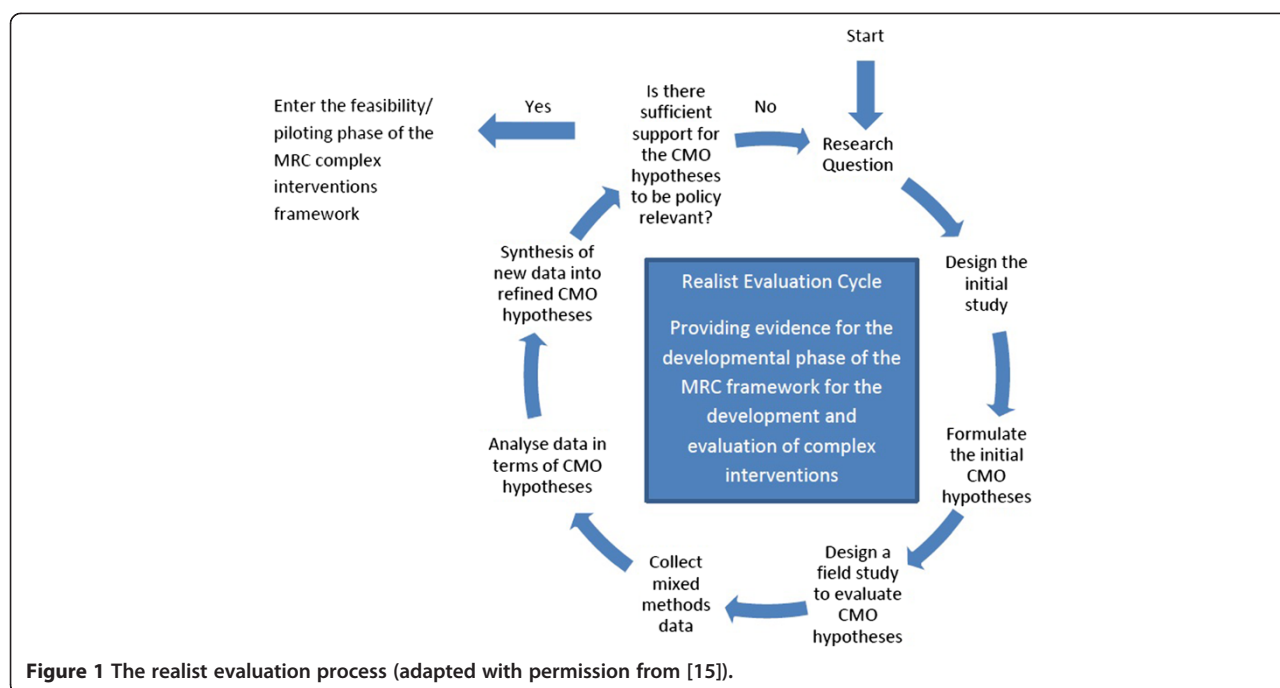 Start
Research
Question
Design the
initial
study
Formulate
the initial
CMO
hypotheses
Design a
field study
to evaluate
CMO
hypotheses
Collect
mixed
methods
data
Analyse data in
terms of CMO
hypotheses
Synthesis of
new data into
refined CMO
hypotheses
Is there
sufficient
support for
the CMO
hypotheses
to be policy
relevant?
No
Yes
Enter the feasibility/
piloting phase of the
MRC complex
interventions
framework
Realist Evaluation Cycle
Providing evidence for the
developmental phase of the
MRC framework for the
development and
evaluation of complex
interventions
Figure 1 The realist evaluation process (adapted with permission from [15]).